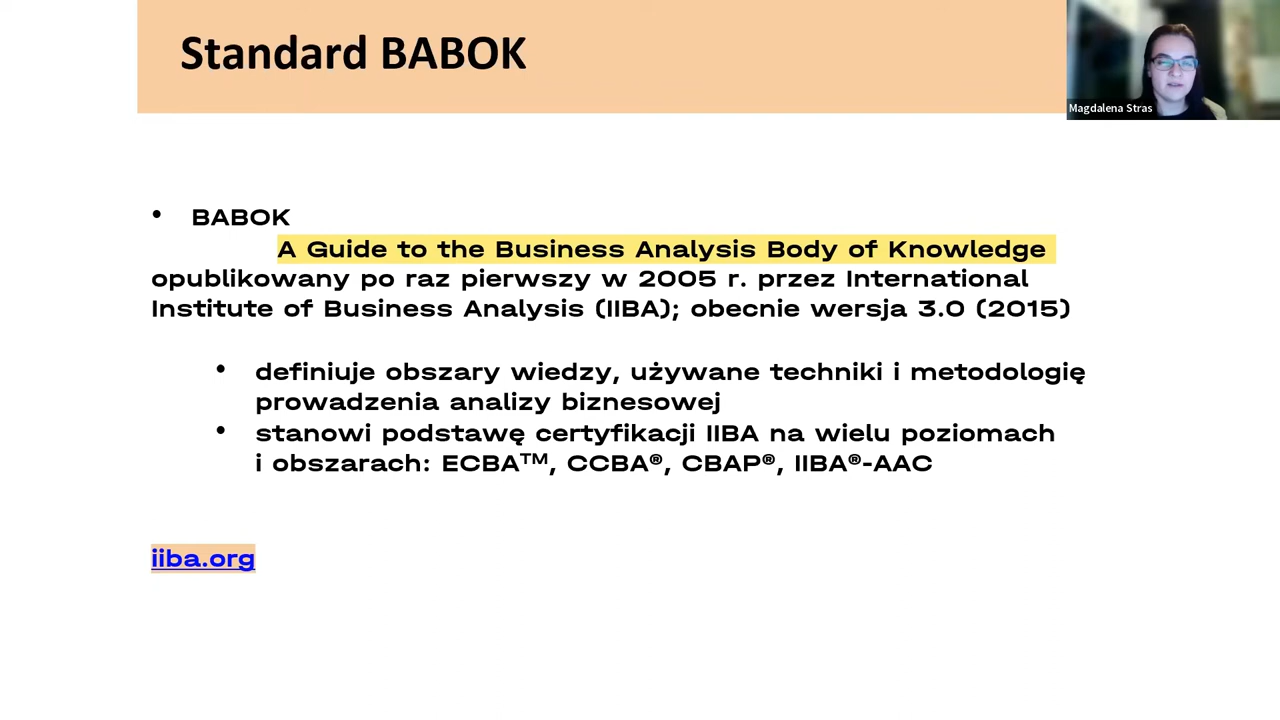 Standard BABOK
Magdalena Stras
• BABOK
A Guide to the Business Analysis Body of Knowledge
opublikowany po raz pierwszy w 2005 r. przez International
Institute of Business Analysis (IIBA); obecnie wersja 3.0 (2015)
• definiuje obszary wiedzy, używane techniki i metodologię
prowadzenia analizy biznesowej
• stanowi podstawę certyfikacji IIBA na wielu poziomach
i obszarach: ECBA™, CCBA®, CBAP®, IIBA®-AAC
iiba.org